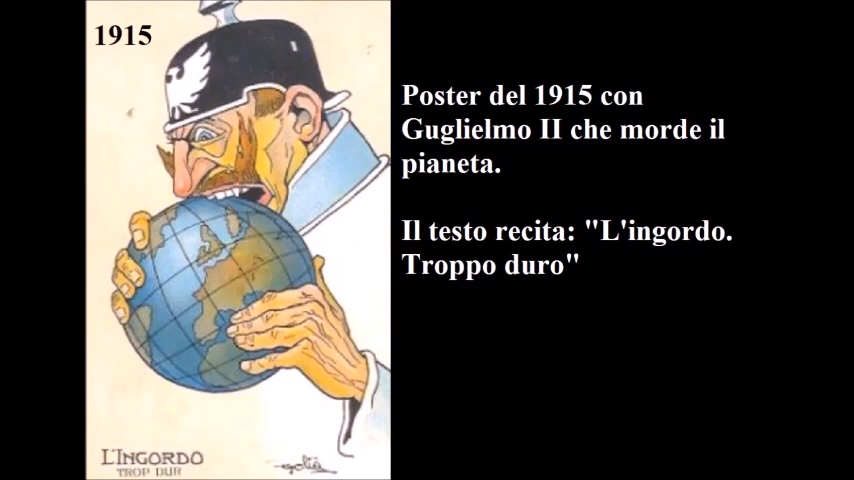 1915
Poster del 1915 con
Guglielmo II che morde il
pianeta.
Il testo recita: "L'ingordo.
Troppo duro"
L'INGORDO
TROP DUR
golia